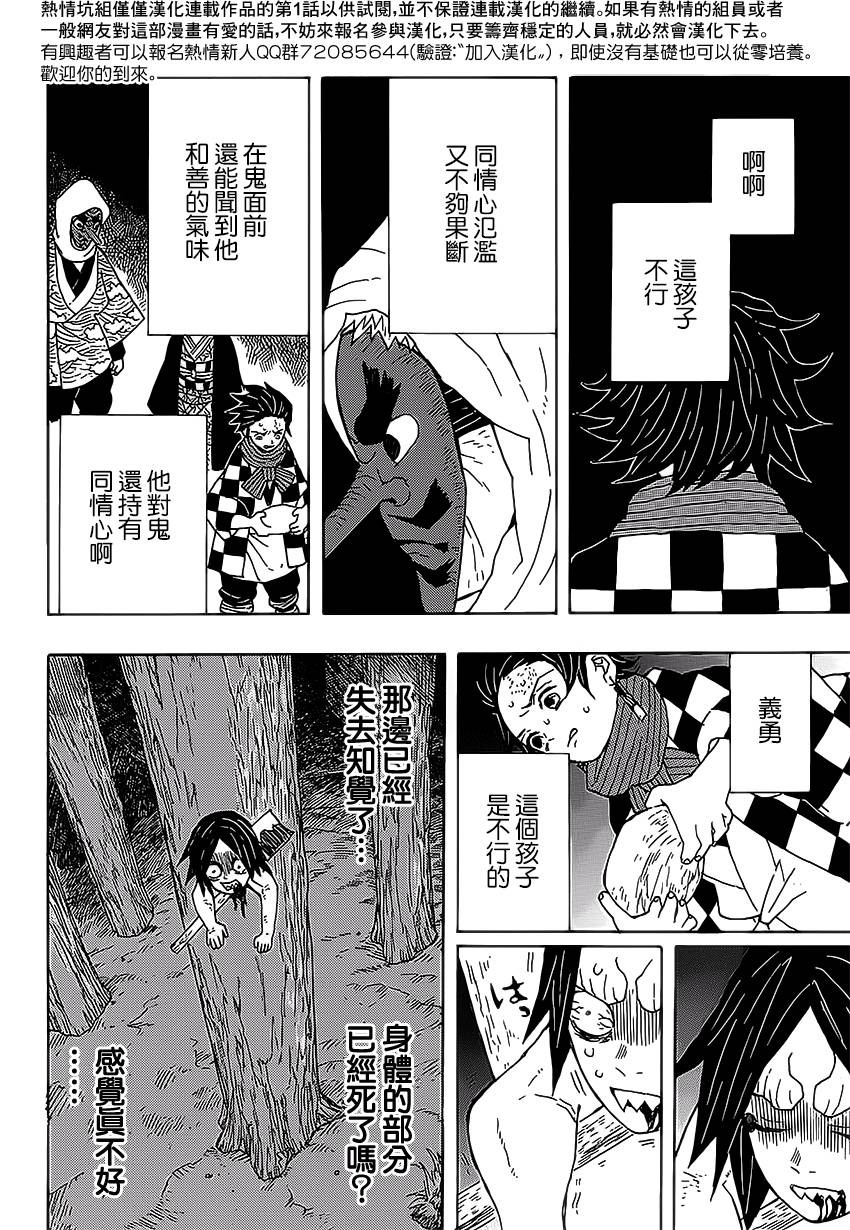 熱情坑組僅僅漢化連載作品的第1話以供試閱,並不保證連載漢化的繼續。如果有熱情的組員或者
一般網友對這部漫畫有愛的話,不妨來報名參與漢化,只要籌齊穩定的人員,就必然會漢化下去。
有興趣者可以報名熱情新人QQ群72085644(驗證:〝加入漢化〞)，即使沒有基礎也可以從零培養。
歡迎你的到來。
啊啊
這孩子
不行
同情心氾濫
又不夠果斷
在鬼面前
還能聞到他
和善的氣味
他對鬼
還持有
同情心啊
義勇
這個孩子
是不行的
はっ
那邊已經
失去知覺了…
身體的部分
已經死了嗎？
感覺眞不好
……